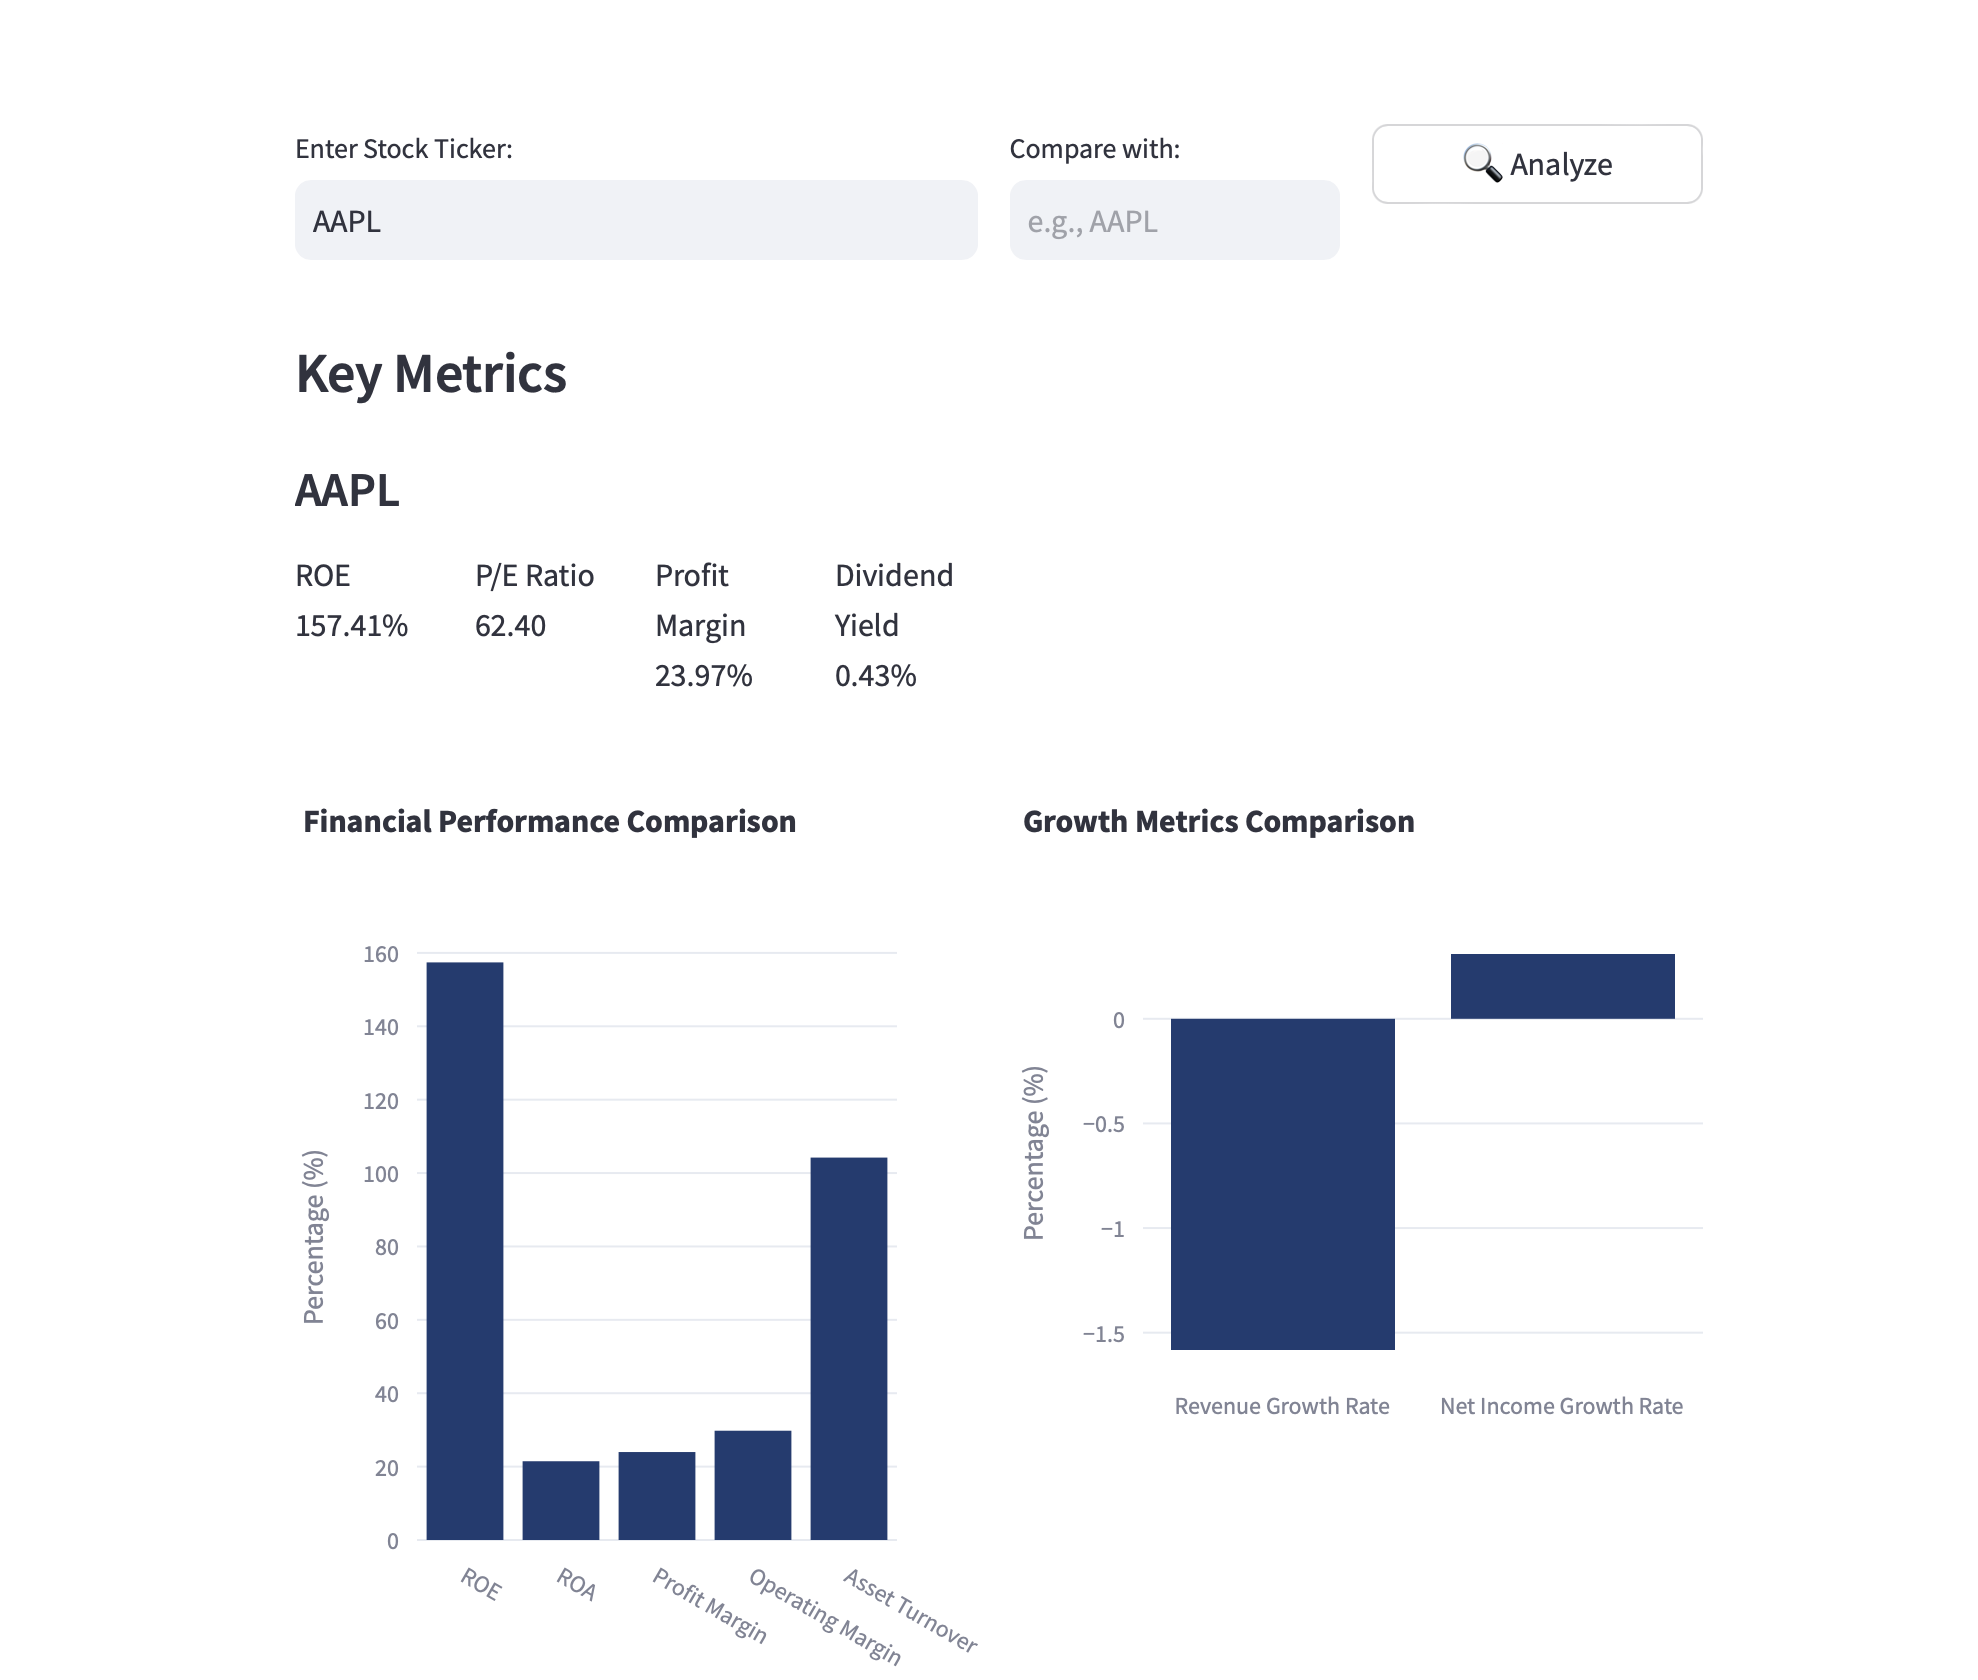 Enter Stock Ticker:
Compare with:
🔍 Analyze
AAPL
e.g., AAPL
Key Metrics
AAPL
ROE
157.41%
P/E Ratio
62.40
Profit
Margin
23.97%
Dividend
Yield
0.43%
Financial Performance Comparison
160
140
120
100
80
60
40
20
0
Percentage (%)
ROE
ROA
Profit Margin
Operating Margin
Asset Turnover
Growth Metrics Comparison
0
−0.5
−1
−1.5
Percentage (%)
Revenue Growth Rate
Net Income Growth Rate